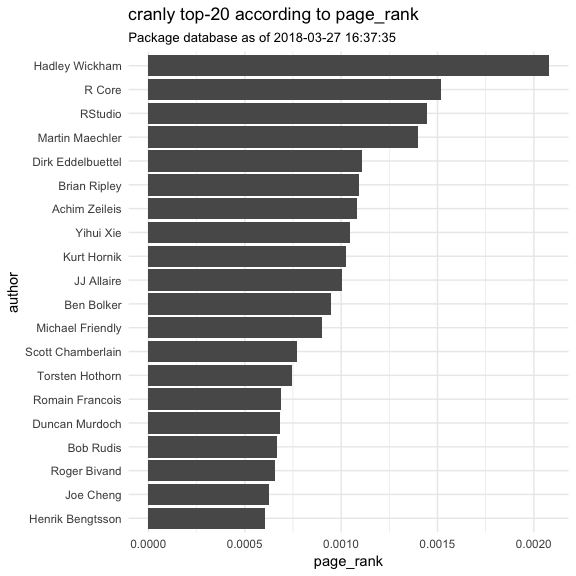 cranly top-20 according to page_rank
Package database as of 2018-03-27 16:37:35
author
Hadley Wickham
R Core
RStudio
Martin Maechler
Dirk Eddelbuettel
Brian Ripley
Achim Zeileis
Yihui Xie
Kurt Hornik
JJ Allaire
Ben Bolker
Michael Friendly
Scott Chamberlain
Torsten Hothorn
Romain Francois
Duncan Murdoch
Bob Rudis
Roger Bivand
Joe Cheng
Henrik Bengtsson
0.0000 0.0005 0.0010 0.0015 0.0020
page_rank